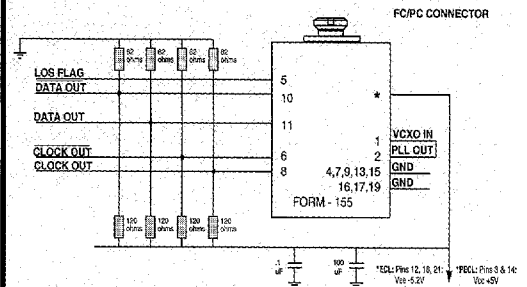 FC/PC CONNECTOR
82 ohms
82 ohms
82 ohms
82 ohms
LOS FLAG
DATA OUT
DATA OUT
CLOCK OUT
CLOCK OUT
5
10
11
6
8
*
1
2
4,7,9,13,15
16,17,19
FORM - 155
VCXO IN
PLL OUT
GND
GND
120 ohms
120 ohms
120 ohms
120 ohms
.1 uF
100 uF
*ECL: Pins 12, 18, 21:
Vee -5.2V
*PECL: Pins 3 & 14:
Vcc +5V